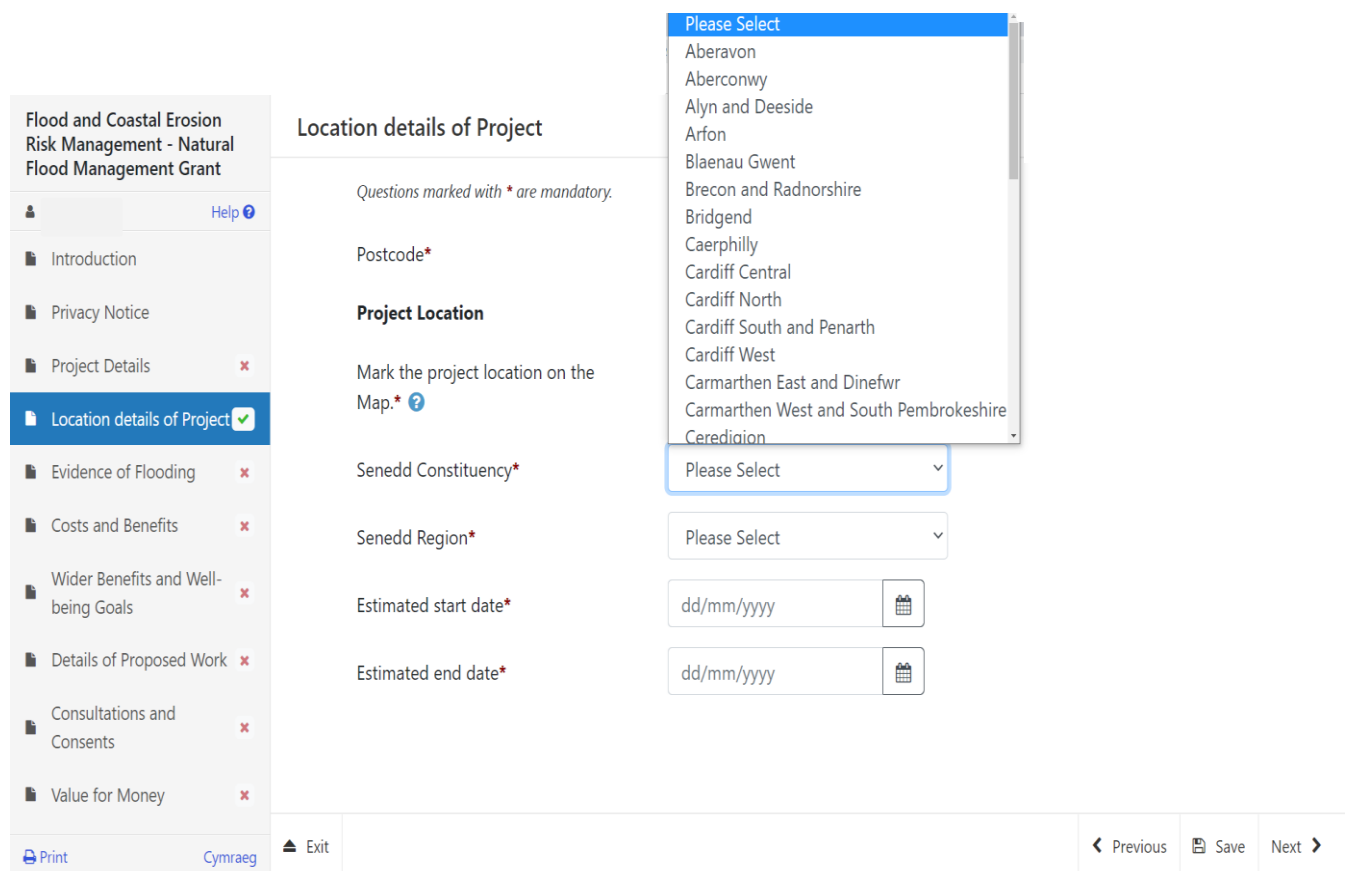 Flood and Coastal Erosion
Risk Management - Natural
Flood Management Grant
Help
Introduction
Privacy Notice
Project Details
Location details of Project
Evidence of Flooding
Costs and Benefits
Wider Benefits and Well-
being Goals
Details of Proposed Work
Consultations and
Consents
Value for Money
Print
Cymraeg
Location details of Project
Questions marked with * are mandatory.
Postcode*
Project Location
Mark the project location on the
Map.*
Please Select
Aberavon
Aberconwy
Alyn and Deeside
Arfon
Blaenau Gwent
Brecon and Radnorshire
Bridgend
Caerphilly
Cardiff Central
Cardiff North
Cardiff South and Penarth
Cardiff West
Carmarthen East and Dinefwr
Carmarthen West and South Pembrokeshire
Ceredigion
Senedd Constituency*
Please Select
Senedd Region*
Please Select
Estimated start date*
dd/mm/yyyy
Estimated end date*
dd/mm/yyyy
Exit
Previous
Save
Next